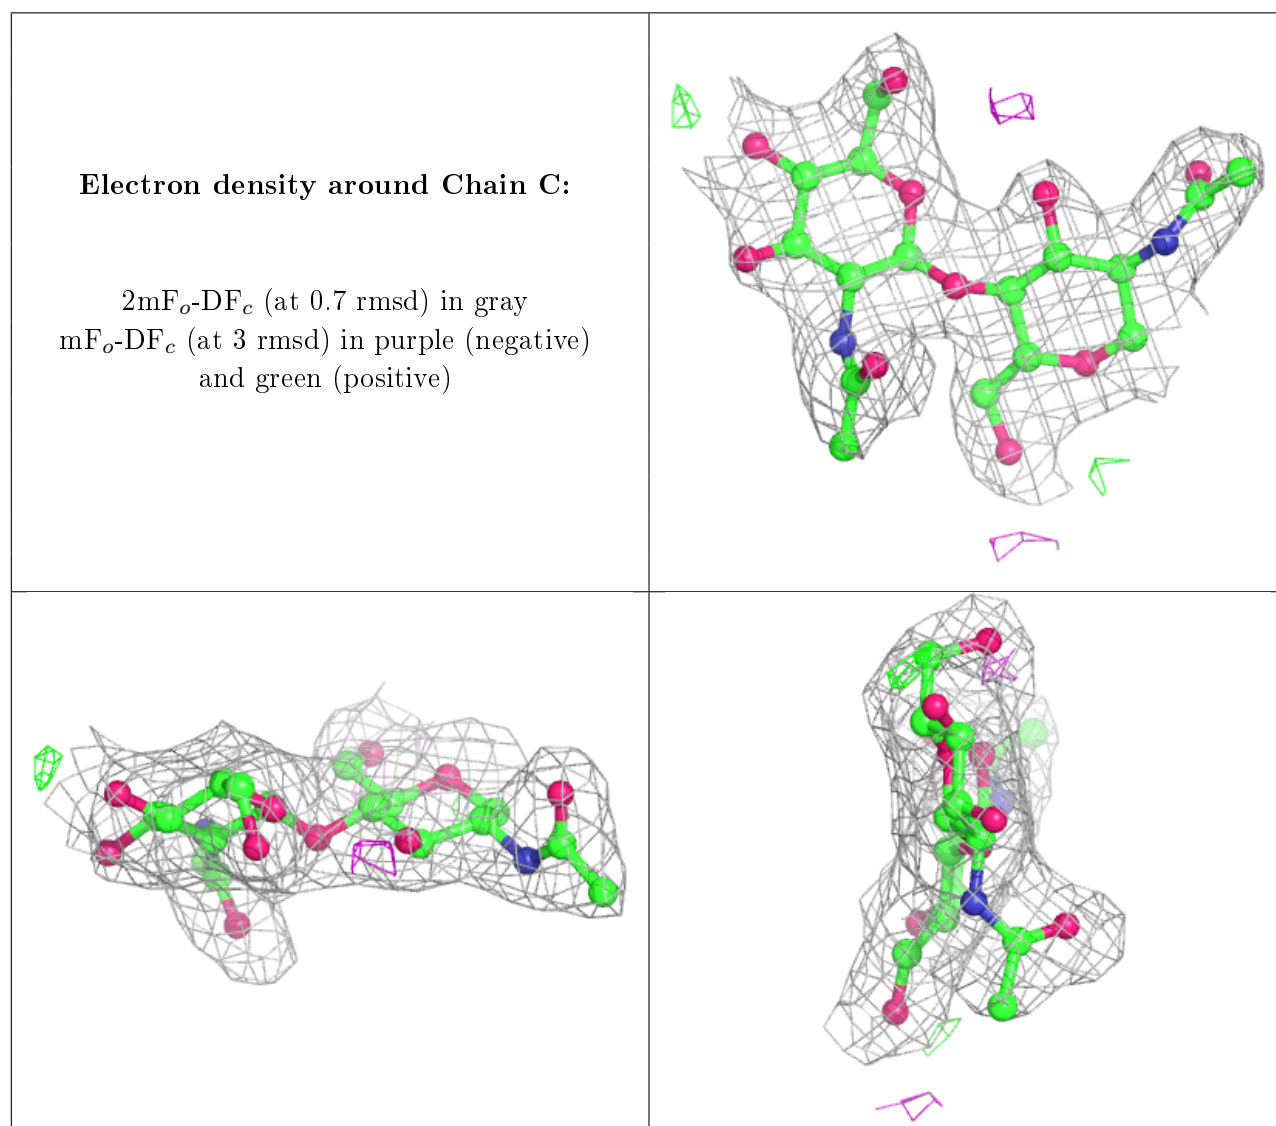 Electron density around Chain C:
2mFo-DFc (at 0.7 rmsd) in gray
mFo-DFc (at 3 rmsd) in purple (negative)
and green (positive)